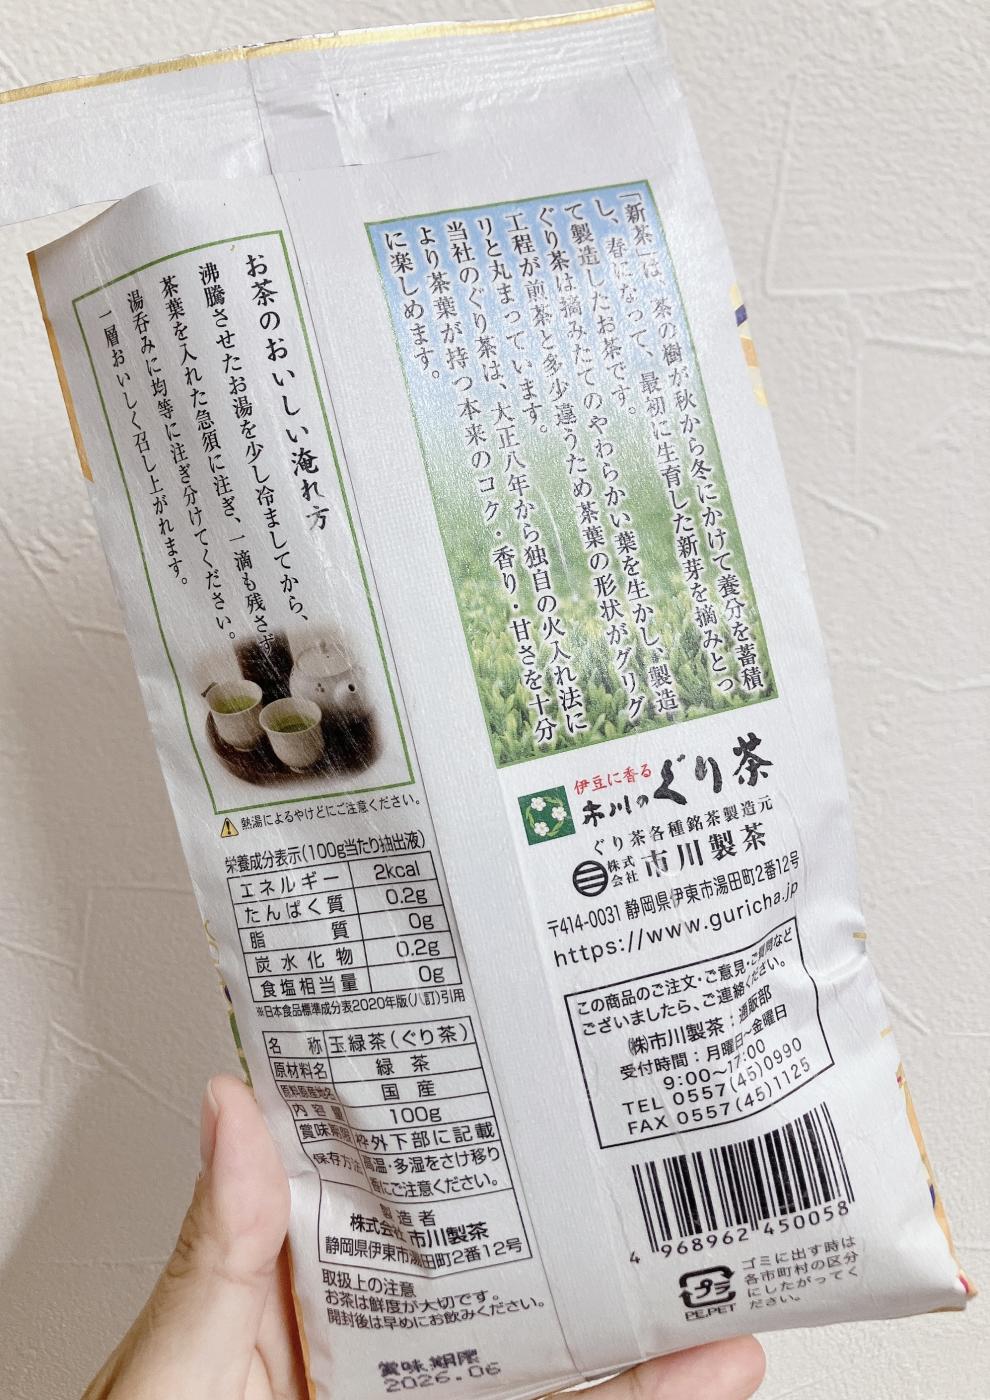 「新茶」は、茶の樹が秋から冬にかけて養分を蓄積
し、春になって、最初に生育した新芽を摘みとっ
て製造したお茶です。
ぐり茶は摘みたてのやわらかい葉を生かし、製造
工程が煎茶と多少違うため茶葉の形状がグリグ
リと丸まっています。
当社のぐり茶は、大正八年から独自の火入れ法に
より茶葉が持つ本来のコク・香り・甘さを十分
に楽しめます。
お茶のおいしい淹れ方
沸騰させたお湯を少し冷ましてから、
茶葉を入れた急須に注ぎ、一滴も残さず
湯呑みに均等に注ぎ分けてください。
一層おいしく召し上がれます。
熱湯によるやけどにご注意ください。
栄養成分表示(100g当たり抽出液)
エネルギー 2kcal
たんぱく質 0.2g
脂質 0g
炭水化物 0.2g
食塩相当量 0g
※日本食品標準成分表2020年版(八訂)引用
名称 玉緑茶(ぐり茶)
原材料名 緑茶
原料原産地名 国産
内容量 100g
賞味期限 枠外下部に記載
保存方法 高温・多湿をさけ移り
香にご注意ください。
製造者
株式会社 市川製茶
静岡県伊東市湯田町2番12号
取扱上の注意
お茶は鮮度が大切です。
開封後は早めにお飲みください。
賞味期限
2026.06
伊豆に香る
市川のぐり茶
ぐり茶各種銘茶製造元
株式会社 市川製茶
〒414-0031 静岡県伊東市湯田町2番12号
https://www.guricha.jp
この商品のご注文・ご意見・ご質問など
ございましたら、ご連絡ください。
㈱市川製茶:通販部
受付時間:月曜日~金曜日
9:00~17:00
TEL 0557(45)0990
FAX 0557(45)1125
4 968962 450058
プラ
PE,PET
ゴミに出す時は
各市町村の区分
にしたがってく
ださい。